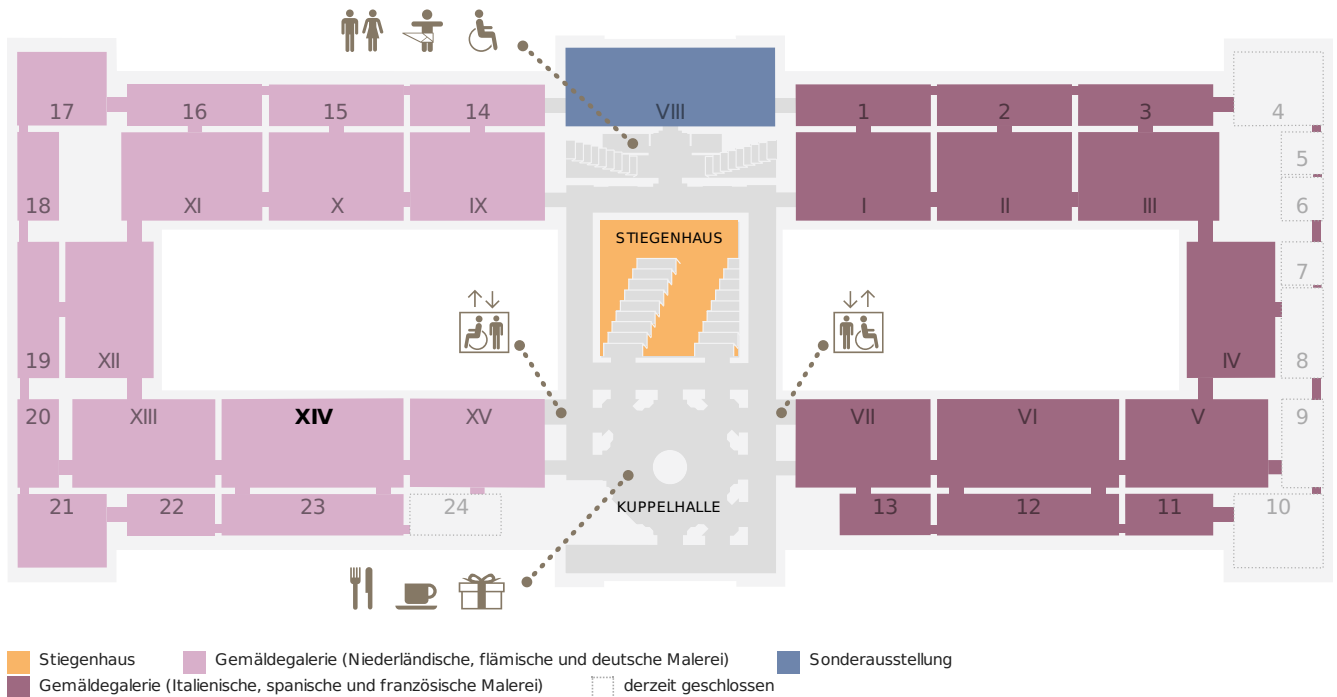 17
16
15
14
VIII
1
2
3
4
5
18
XI
X
IX
I
II
III
6
STIEGENHAUS
7
19
XII
IV
8
20
XIII
XIV
XV
VII
VI
V
9
21
22
23
24
KUPPELHALLE
13
12
11
10
Stiegenhaus
Gemäldegalerie (Niederländische, flämische und deutsche Malerei)
Sonderausstellung
Gemäldegalerie (Italienische, spanische und französische Malerei)
derzeit geschlossen